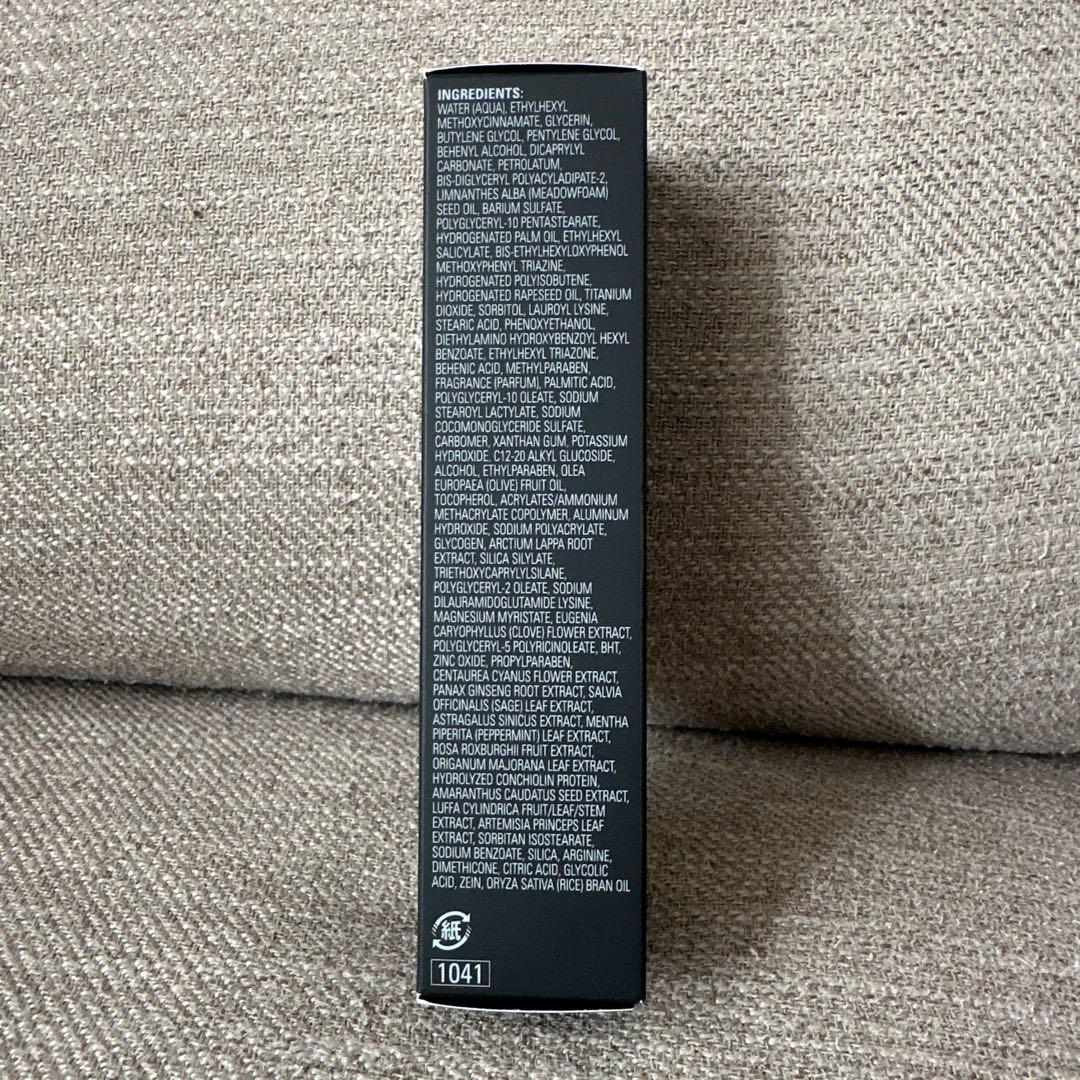 INGREDIENTS:
WATER (AQUA), ETHYLHEXYL
METHOXYCINNAMATE, GLYCERIN,
BUTYLENE GLYCOL, PENTYLENE GLYCOL,
BEHENYL ALCOHOL, DICAPRYLYL
CARBONATE, PETROLATUM,
BIS-DIGLYCERYL POLYACYLADIPATE-2,
LIMNANTHES ALBA (MEADOWFOAM)
SEED OIL, BARIUM SULFATE,
POLYGLYCERYL-10 PENTASTEARATE,
HYDROGENATED PALM OIL, ETHYLHEXYL
SALICYLATE, BIS-ETHYLHEXYLOXYPHENOL
METHOXYPHENYL TRIAZINE,
HYDROGENATED POLYISOBUTENE,
HYDROGENATED RAPESEED OIL, TITANIUM
DIOXIDE, SORBITOL, LAUROYL LYSINE,
STEARIC ACID, PHENOXYETHANOL,
DIETHYLAMINO HYDROXYBENZOYL HEXYL
BENZOATE, ETHYLHEXYL TRIAZONE,
BEHENIC ACID, METHYLPARABEN,
FRAGRANCE (PARFUM), PALMITIC ACID,
POLYGLYCERYL-10 OLEATE, SODIUM
STEAROYL LACTYLATE, SODIUM
COCOMONOGLYCERIDE SULFATE,
CARBOMER, XANTHAN GUM, POTASSIUM
HYDROXIDE, C12-20 ALKYL GLUCOSIDE,
ALCOHOL, ETHYLPARABEN, OLEA
EUROPAEA (OLIVE) FRUIT OIL,
TOCOPHEROL, ACRYLATES/AMMONIUM
METHACRYLATE COPOLYMER, ALUMINUM
HYDROXIDE, SODIUM POLYACRYLATE,
GLYCOGEN, ARCTIUM LAPPA ROOT
EXTRACT, SILICA SILYLATE,
TRIETHOXYCAPRYLYLSILANE,
POLYGLYCERYL-2 OLEATE, SODIUM
DILAURAMIDOGLUTAMIDE LYSINE,
MAGNESIUM MYRISTATE, EUGENIA
CARYOPHYLLUS (CLOVE) FLOWER EXTRACT,
POLYGLYCERYL-5 POLYRICINOLEATE, BHT,
ZINC OXIDE, PROPYLPARABEN,
CENTAUREA CYANUS FLOWER EXTRACT,
PANAX GINSENG ROOT EXTRACT, SALVIA
OFFICINALIS (SAGE) LEAF EXTRACT,
ASTRAGALUS SINICUS EXTRACT, MENTHA
PIPERITA (PEPPERMINT) LEAF EXTRACT,
ROSA ROXBURGHII FRUIT EXTRACT,
ORIGANUM MAJORANA LEAF EXTRACT,
HYDROLYZED CONCHIOLIN PROTEIN,
AMARANTHUS CAUDATUS SEED EXTRACT,
LUFFA CYLINDRICA FRUIT/LEAF/STEM
EXTRACT, ARTEMISIA PRINCEPS LEAF
EXTRACT, SORBITAN ISOSTEARATE,
SODIUM BENZOATE, SILICA, ARGININE,
DIMETHICONE, CITRIC ACID, GLYCOLIC
ACID, ZEIN, ORYZA SATIVA (RICE) BRAN OIL
紙
1041